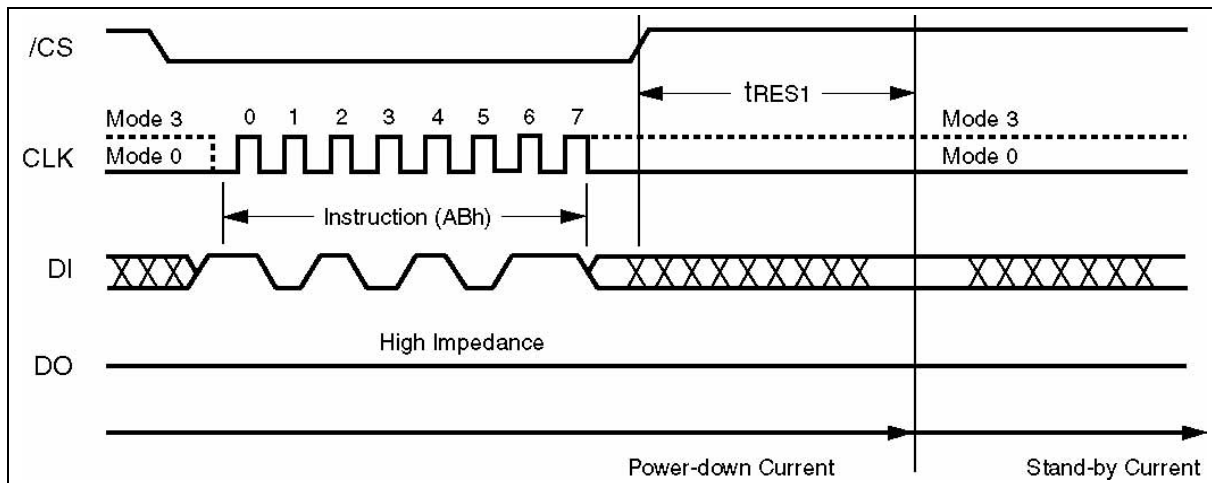 /CS
tRES1
Mode 3 0 1 2 3 4 5 6 7 Mode 3
CLK Mode 0 Mode 0
Instruction (ABh)
DI
High Impedance
DO
Power-down Current Stand-by Current